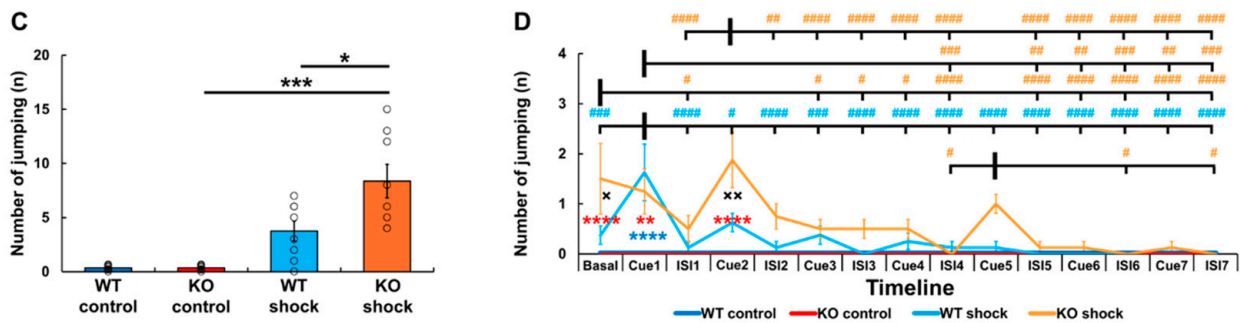 C
Number of jumping (n)
20
15
10
5
0
*
***
WT control
KO control
WT shock
KO shock
D
Number of jumping (n)
4
3
2
1
0
#### ## #### #### #### #### #### #### #### #### ####
### ## ## ### ## ###
# # # # #### #### #### #### #### ####
### #### # #### ### #### ### #### #### #### #### #### #### ####
# # #
× ××
**** ** ****
****
Basal Cue1 ISI1 Cue2 ISI2 Cue3 ISI3 Cue4 ISI4 Cue5 ISI5 Cue6 ISI6 Cue7 ISI7
Timeline
WT control KO control WT shock KO shock